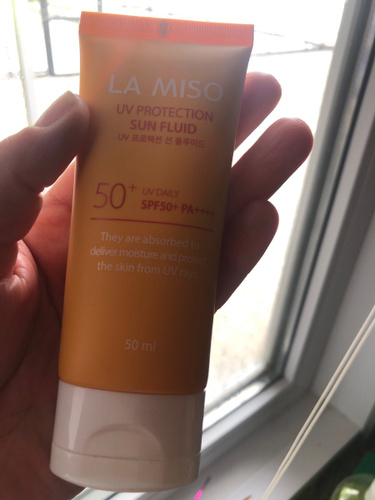 LA MISO
UV PROTECTION
SUN FLUID
UV 프로텍션 선 플루이드
50+ UV DAILY
SPF50+ PA++++
They are absorbed to
deliver moisture and protect
the skin from UV rays
50 ml